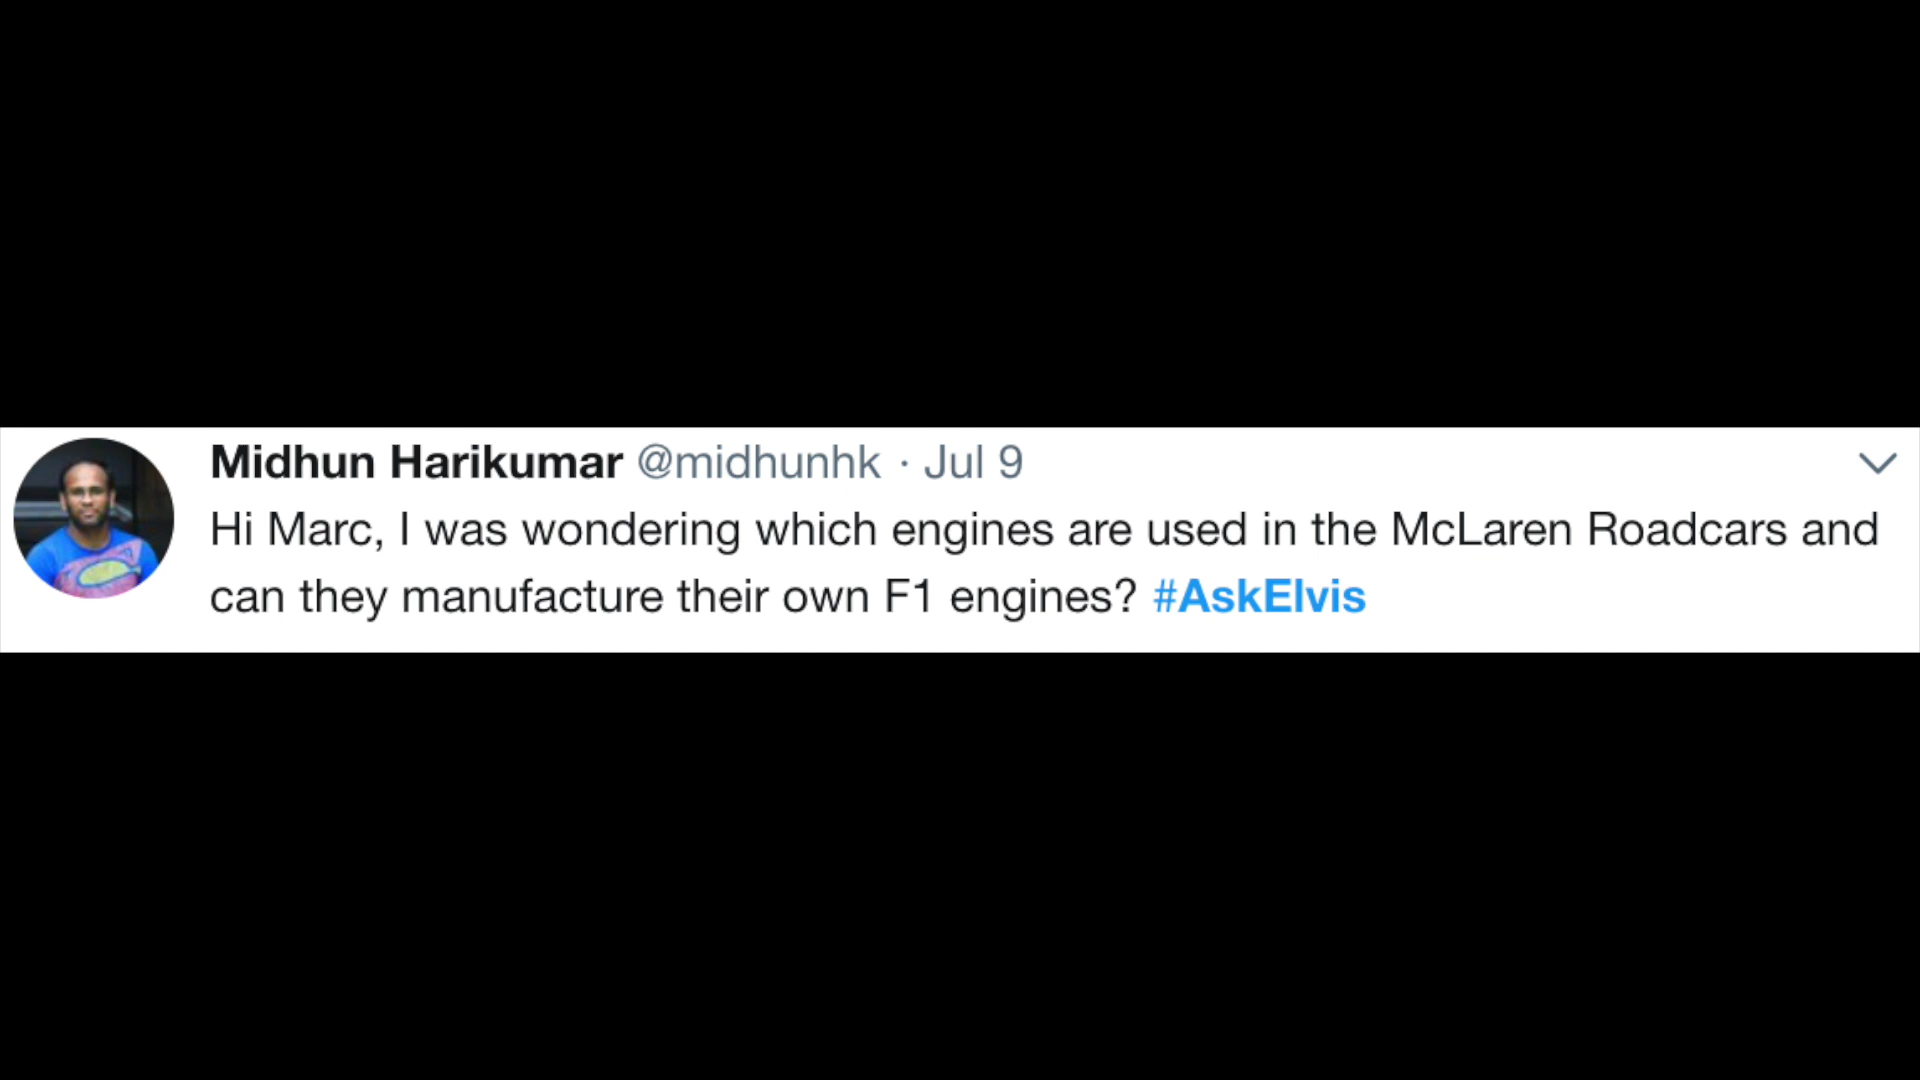 Midhun Harikumar @midhunhk · Jul 9
Hi Marc, I was wondering which engines are used in the McLaren Roadcars and
can they manufacture their own F1 engines? #AskElvis